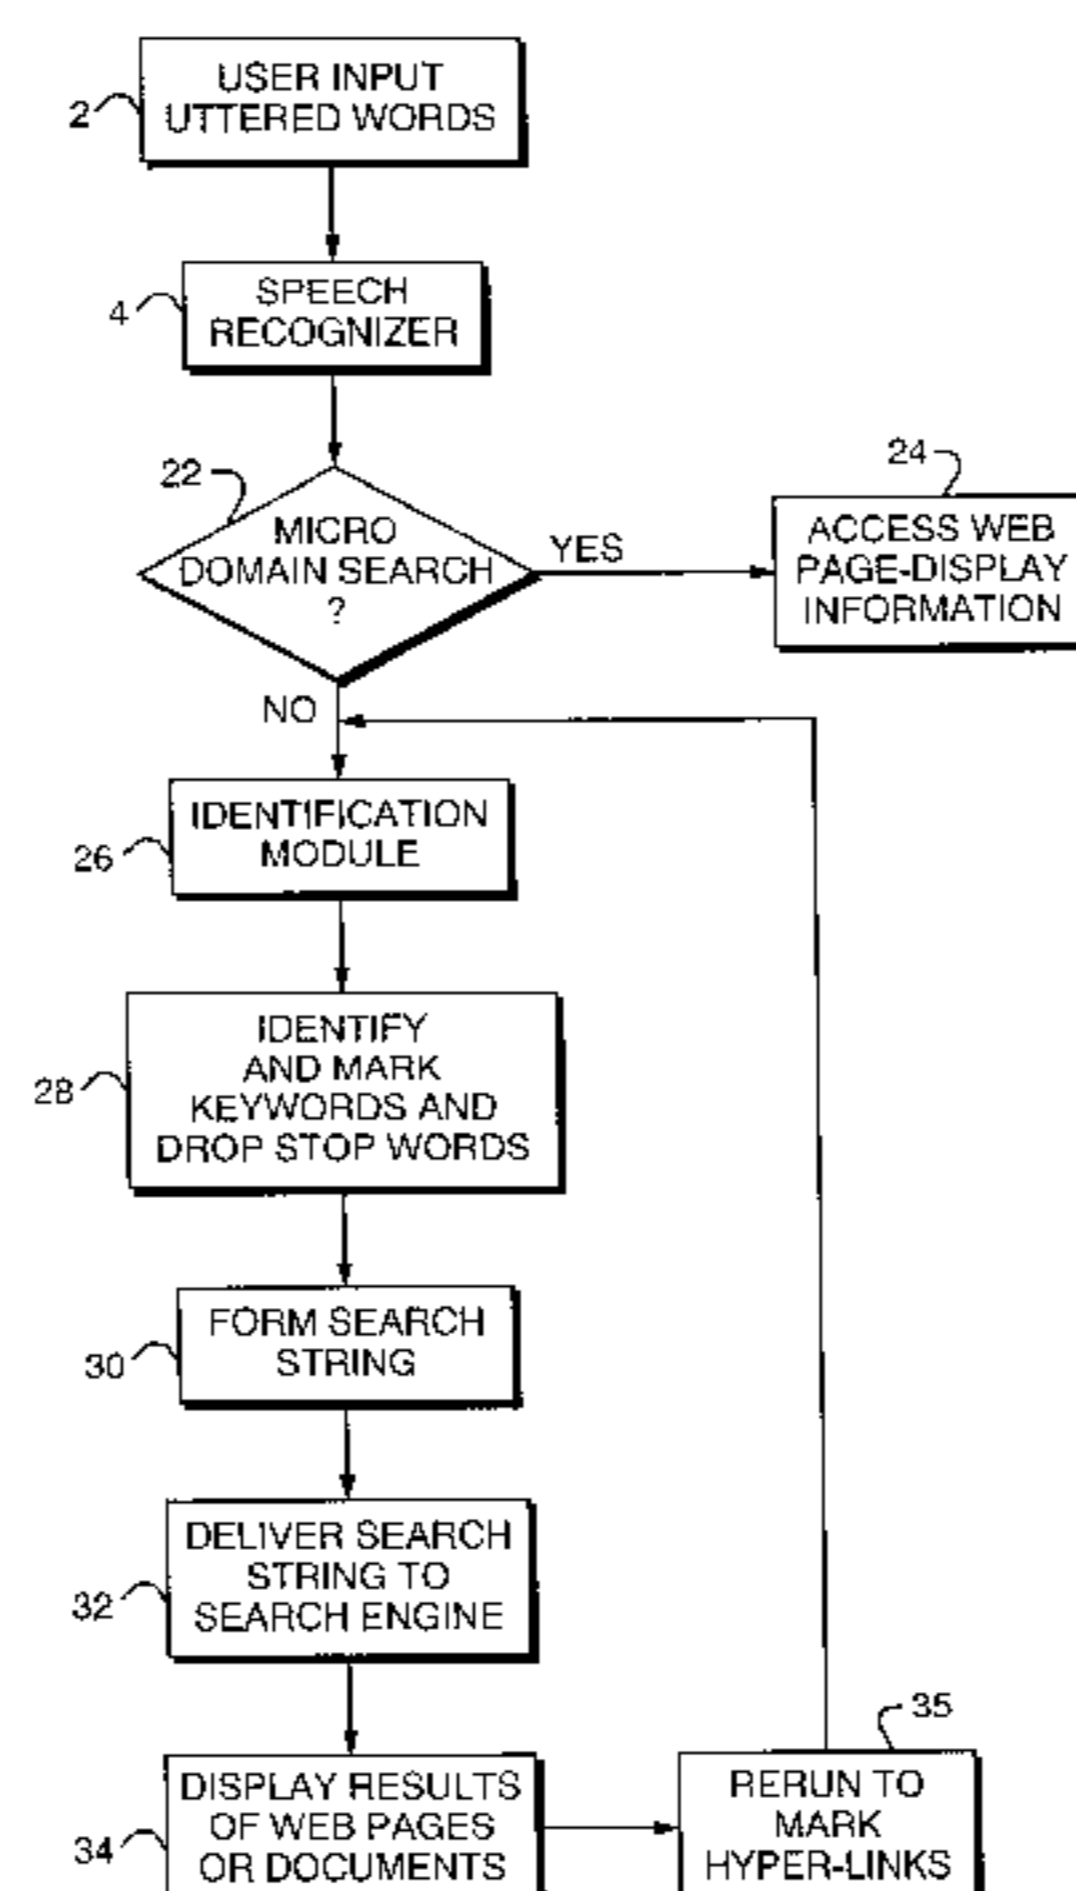 USER INPUT
UTTERED WORDS
2
SPEECH
RECOGNIZER
4
22
MICRO
DOMAIN SEARCH
?
YES
24
ACCESS WEB
PAGE-DISPLAY
INFORMATION
NO
IDENTIFICATION
MODULE
26
IDENTIFY
AND MARK
KEYWORDS AND
DROP STOP WORDS
28
FORM SEARCH
STRING
30
DELIVER SEARCH
STRING TO
SEARCH ENGINE
32
DISPLAY RESULTS
OF WEB PAGES
OR DOCUMENTS
34
35
RERUN TO
MARK
HYPER-LINKS